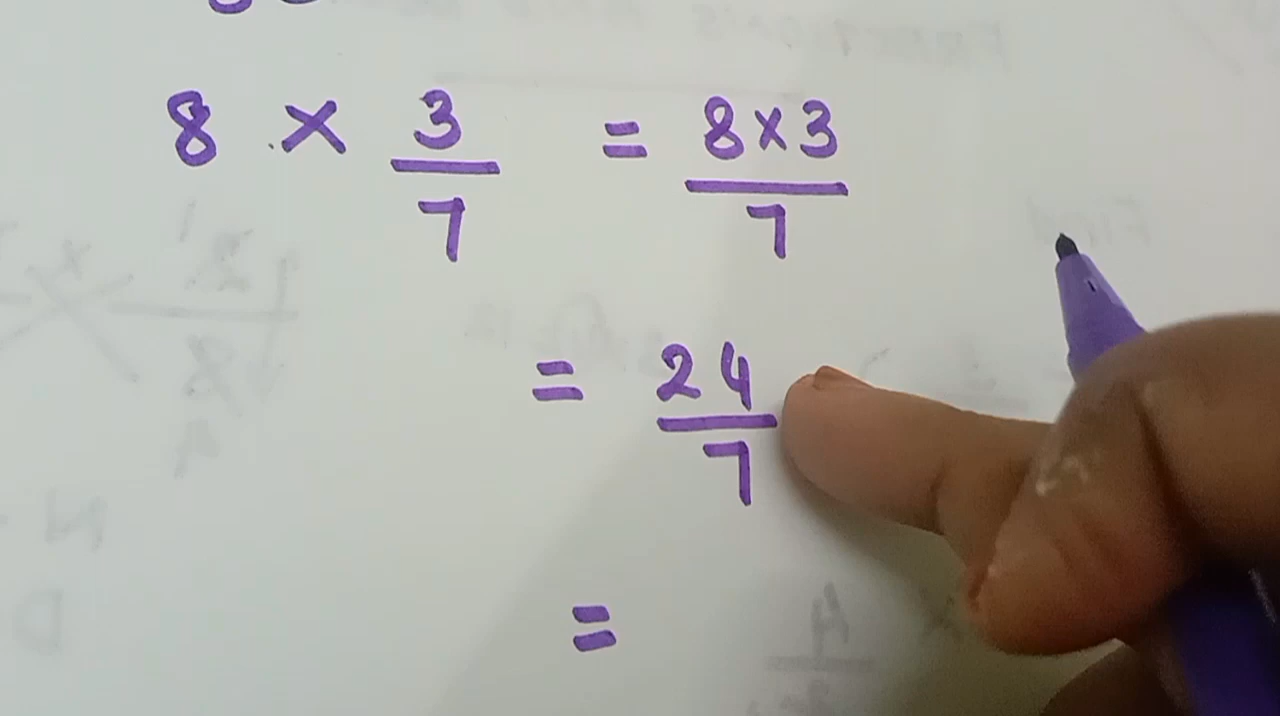 8 × 3/7 = 8×3/7
= 24/7
=